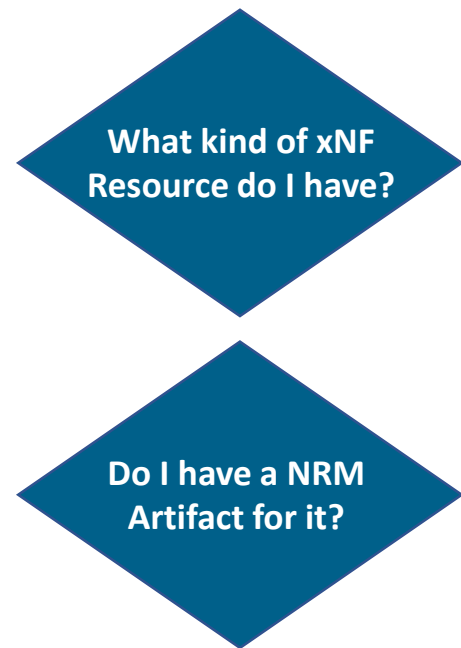 What kind of xNF
Resource do I have?
Do I have a NRM
Artifact for it?